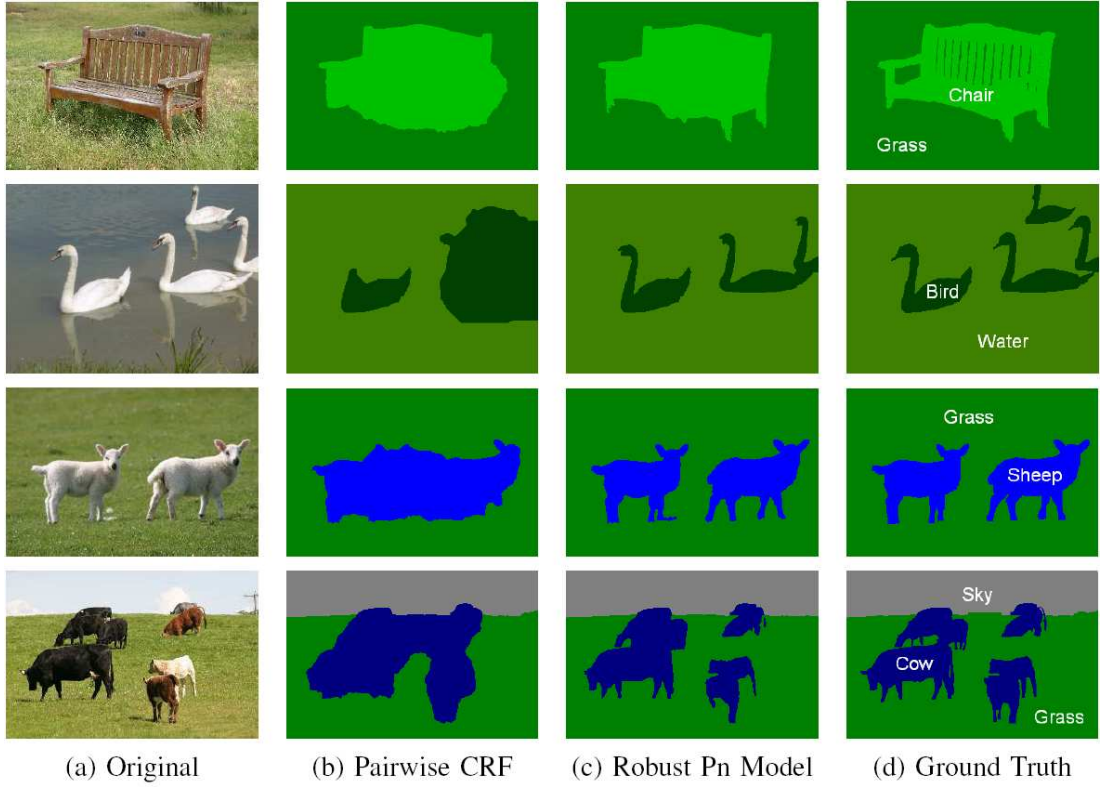 Chair
Grass
Bird
Water
Grass
Sheep
Sky
Cow
Grass
(a) Original
(b) Pairwise CRF
(c) Robust Pn Model
(d) Ground Truth